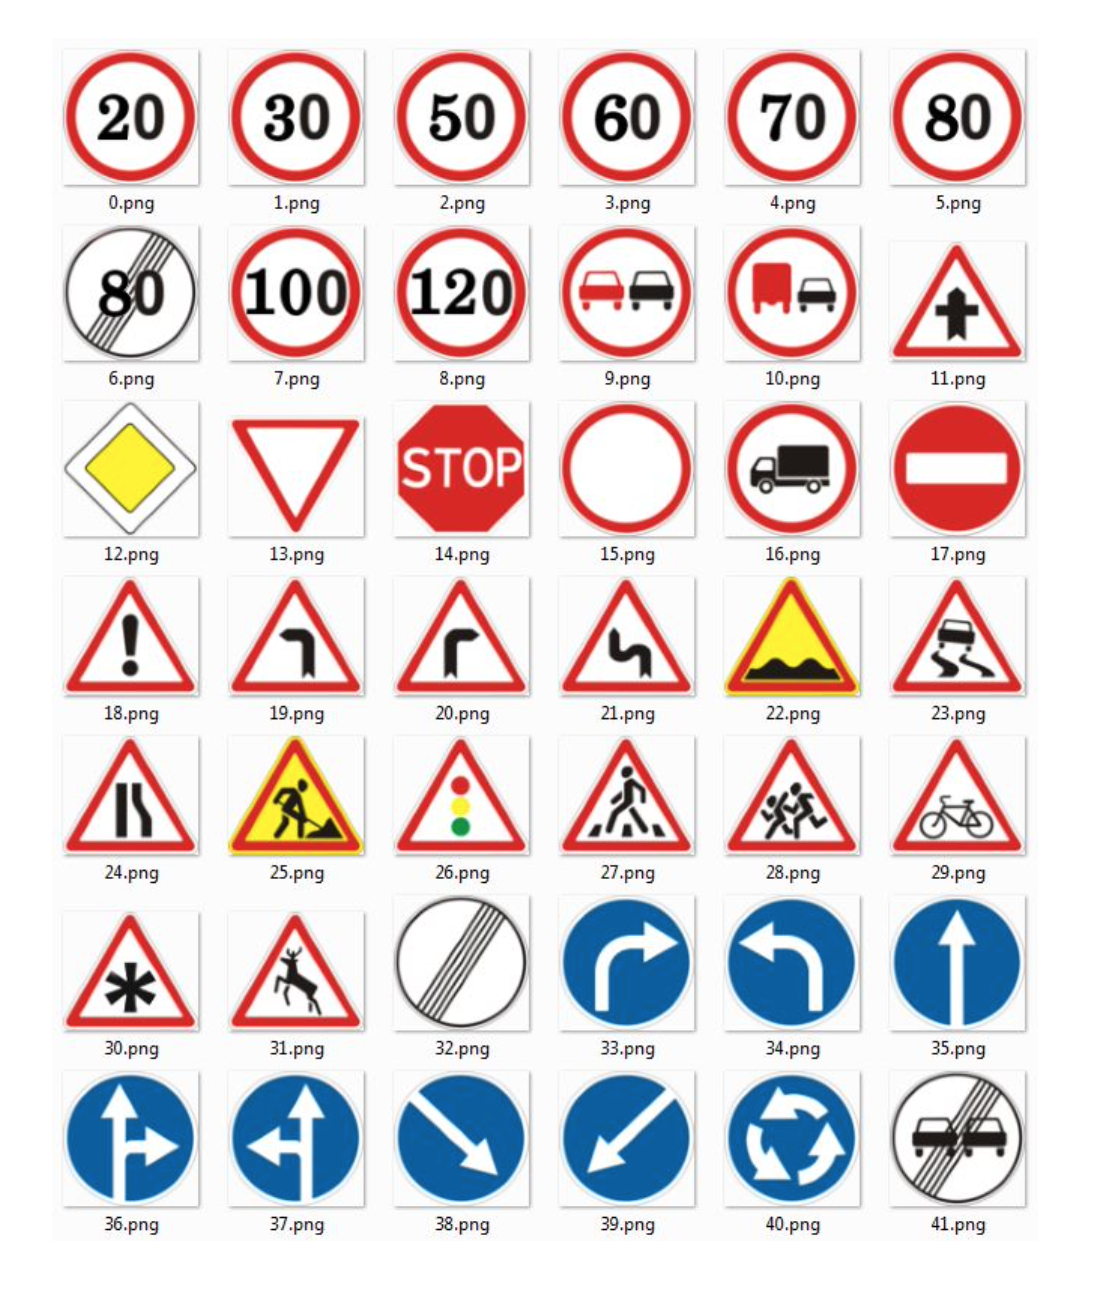 20 30 50 60 70 80
0.png 1.png 2.png 3.png 4.png 5.png
80 100 120
6.png 7.png 8.png 9.png 10.png 11.png
STOP
12.png 13.png 14.png 15.png 16.png 17.png
18.png 19.png 20.png 21.png 22.png 23.png
24.png 25.png 26.png 27.png 28.png 29.png
30.png 31.png 32.png 33.png 34.png 35.png
36.png 37.png 38.png 39.png 40.png 41.png